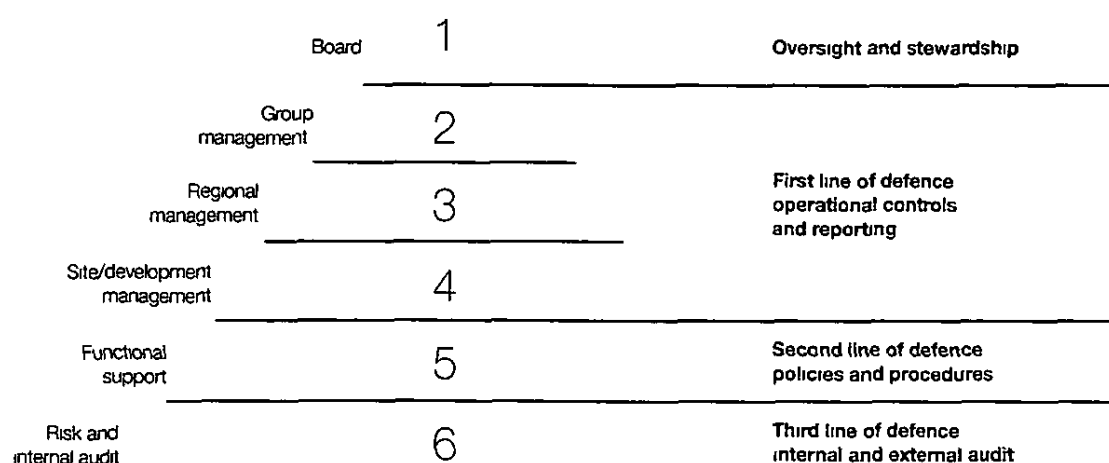 Board 1 Oversight and stewardship
Group
management 2
Regional
management 3
First line of defence
operational controls
and reporting
Site/development
management 4
Functional
support 5
Second line of defence
policies and procedures
Risk and
internal audit 6
Third line of defence
internal and external audit